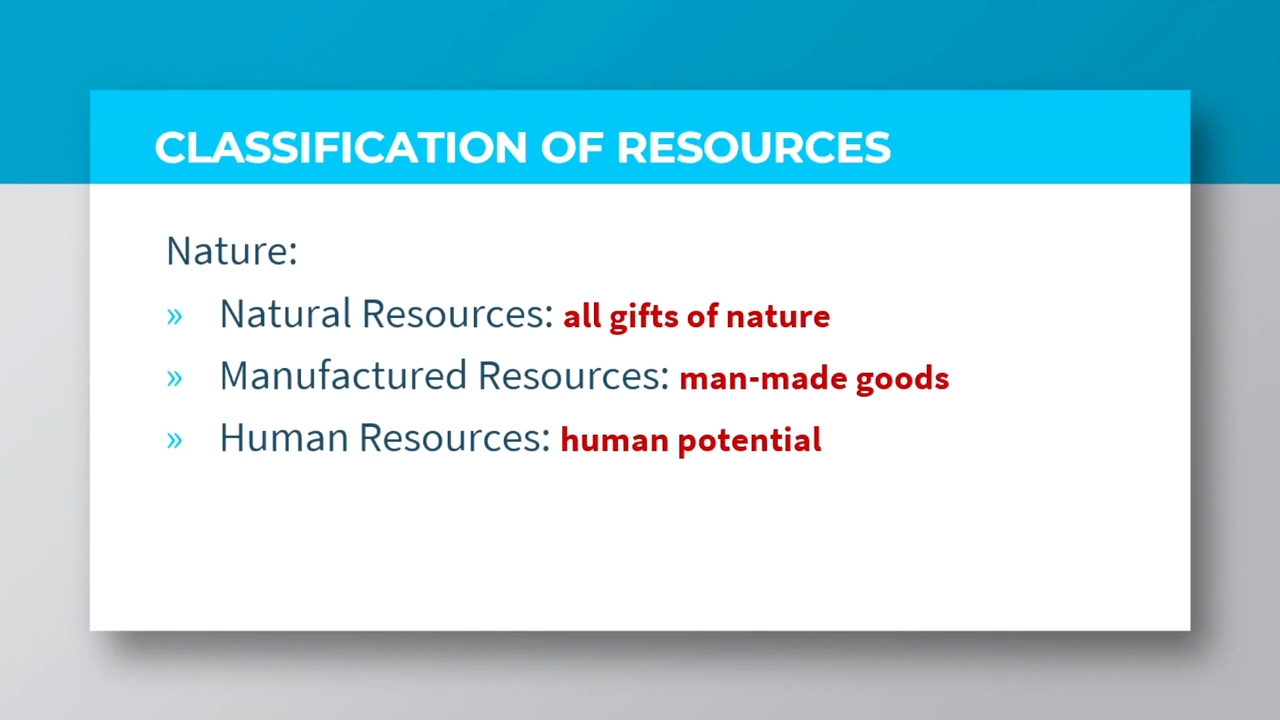 CLASSIFICATION OF RESOURCES
Nature:
» Natural Resources: all gifts of nature
» Manufactured Resources: man-made goods
» Human Resources: human potential